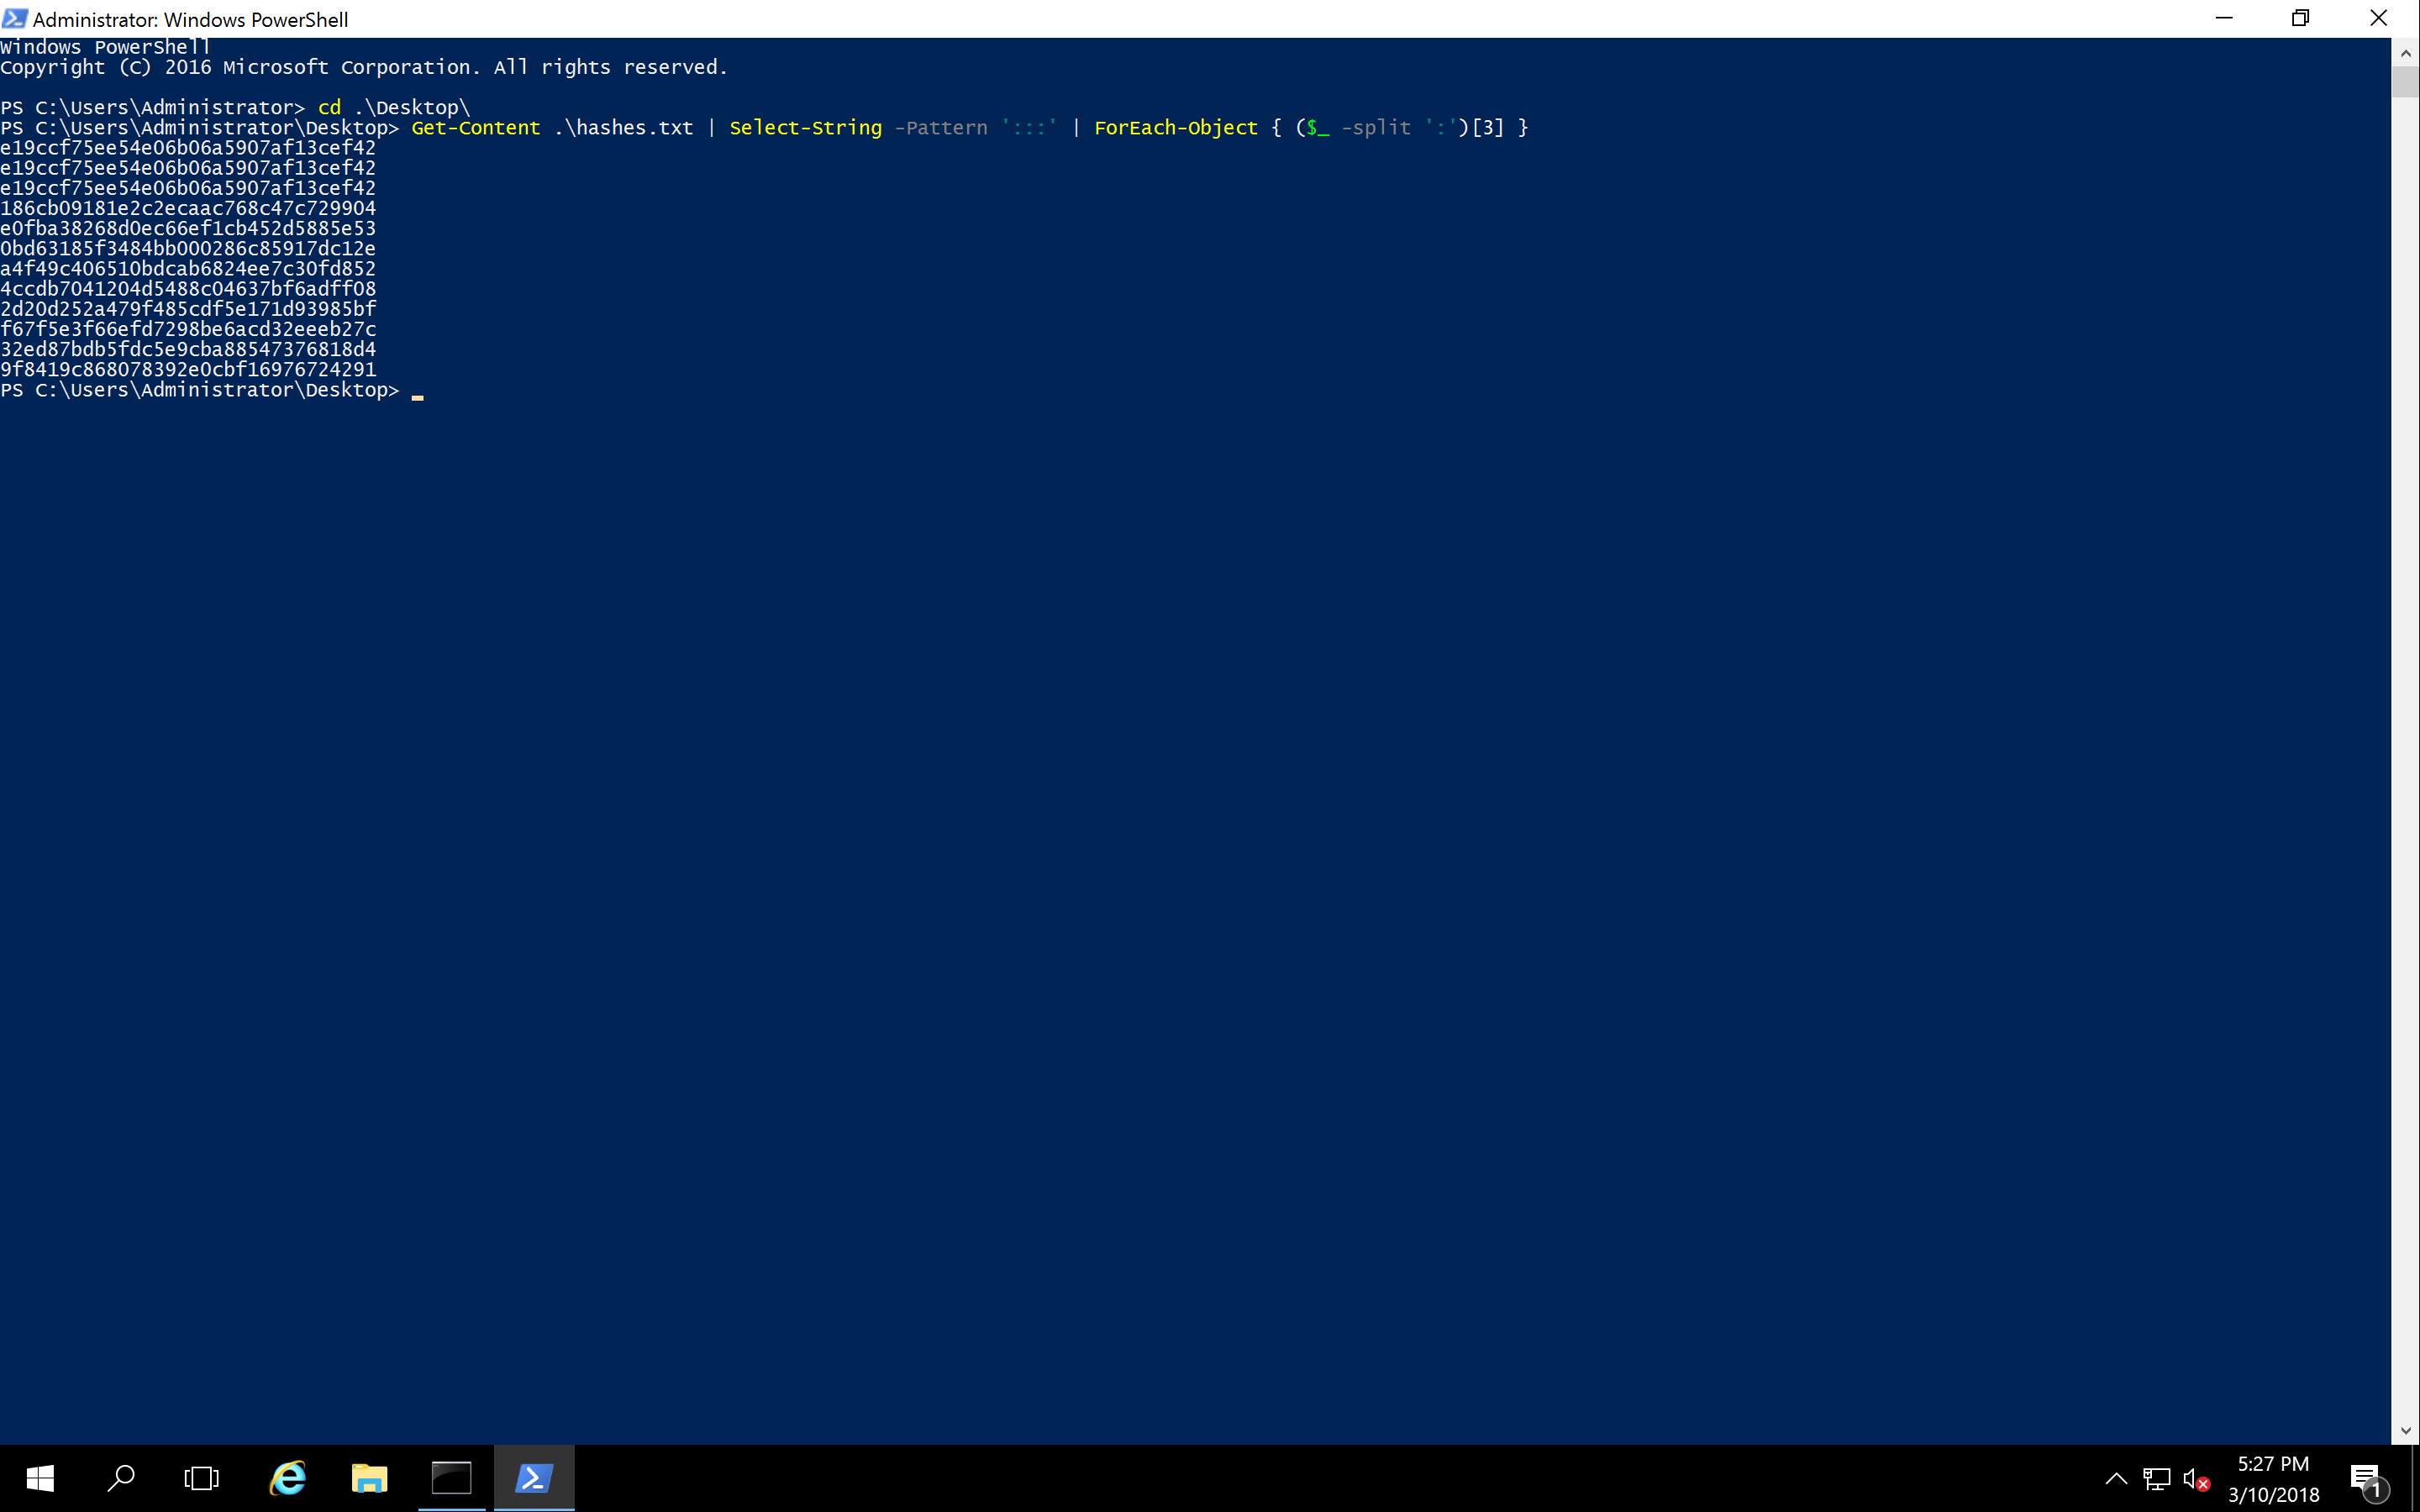 Administrator: Windows PowerShell
Windows PowerShell
Copyright (C) 2016 Microsoft Corporation. All rights reserved.
PS C:\Users\Administrator> cd .\Desktop\
PS C:\Users\Administrator\Desktop> Get-Content .\hashes.txt | Select-String -Pattern ':::' | ForEach-Object { ($_ -split ':')[3] }
e19ccf75ee54e06b06a5907af13cef42
e19ccf75ee54e06b06a5907af13cef42
e19ccf75ee54e06b06a5907af13cef42
186cb09181e2c2ecaac768c47c729904
e0fba38268d0ec66ef1cb452d5885e53
0bd63185f3484bb000286c85917dc12e
a4f49c406510bdcab6824ee7c30fd852
4ccdb7041204d5488c04637bf6adff08
2d20d252a479f485cdf5e171d93985bf
f67f5e3f66efd7298be6acd32eeeb27c
32ed87bdb5fdc5e9cba88547376818d4
9f8419c868078392e0cbf16976724291
PS C:\Users\Administrator\Desktop>
5:27 PM
3/10/2018
1